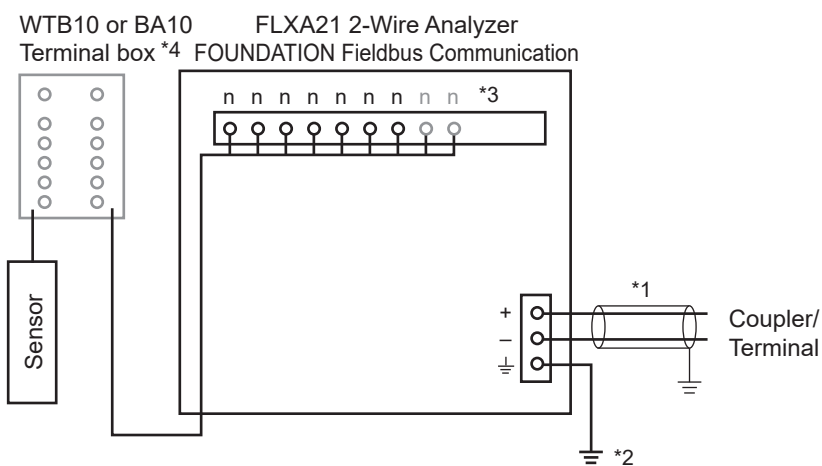 WTB10 or BA10
Terminal box *4
FLXA21 2-Wire Analyzer
FOUNDATION Fieldbus Communication
n n n n n n n n n *3
Sensor
*1
+
–
Coupler/
Terminal
*2